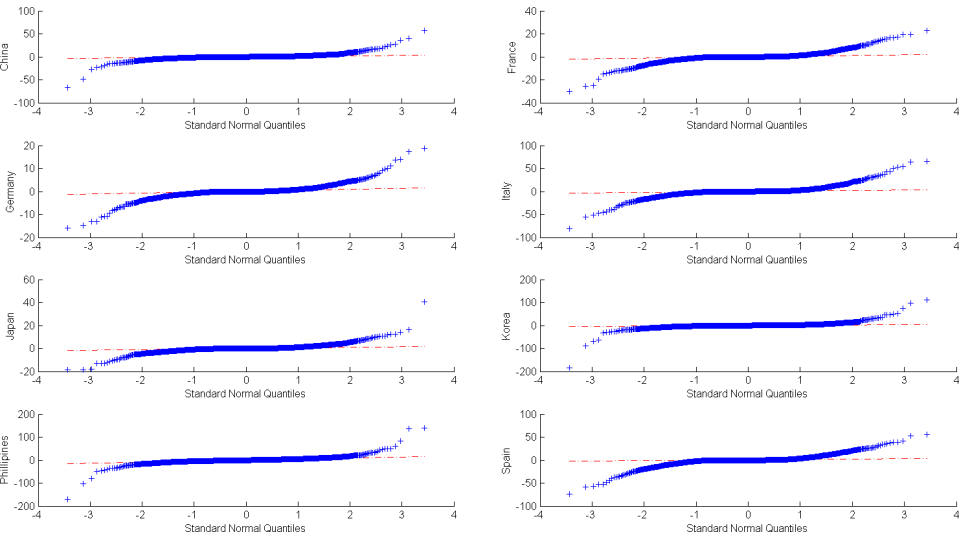 100
50
0
-50
-100
China
-4 -3 -2 -1 0 1 2 3 4
Standard Normal Quantiles
40
20
0
-20
-40
France
-4 -3 -2 -1 0 1 2 3 4
Standard Normal Quantiles
20
10
0
-10
-20
Germany
-4 -3 -2 -1 0 1 2 3 4
Standard Normal Quantiles
100
50
0
-50
-100
Italy
-4 -3 -2 -1 0 1 2 3 4
Standard Normal Quantiles
60
40
20
0
-20
Japan
-4 -3 -2 -1 0 1 2 3 4
Standard Normal Quantiles
200
100
0
-100
-200
Korea
-4 -3 -2 -1 0 1 2 3 4
Standard Normal Quantiles
200
100
0
-100
-200
Phillipines
-4 -3 -2 -1 0 1 2 3 4
Standard Normal Quantiles
100
50
0
-50
-100
Spain
-4 -3 -2 -1 0 1 2 3 4
Standard Normal Quantiles